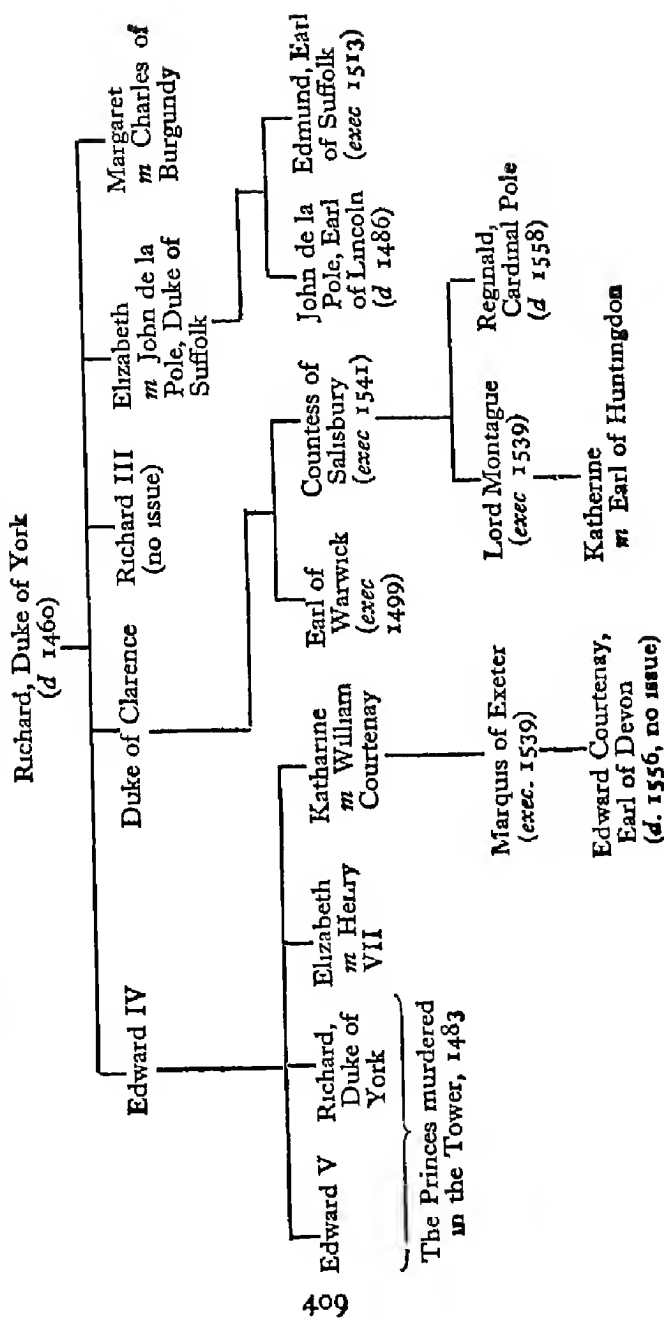 Richard, Duke of York
(d 1460)
Edward IV
Duke of Clarence
Richard III
(no issue)
Elizabeth
m John de la
Pole, Duke of
Suffolk
Margaret
m Charles of
Burgundy
Edward V
Richard,
Duke of
York
Elizabeth
m Henry
VII
Katharine
m William
Courtenay
Earl of
Warwick
(exec
1499)
Countess of
Salisbury
(exec 1541)
John de la
Pole, Earl
of Lincoln
(d 1486)
Edmund, Earl
of Suffolk
(exec 1513)
The Princes murdered
in the Tower, 1483
Marquis of Exeter
(exec. 1539)
Lord Montague
(exec 1539)
Reginald,
Cardinal Pole
(d 1558)
Edward Courtenay,
Earl of Devon
(d. 1556, no issue)
Katherine
m Earl of Huntingdon
409